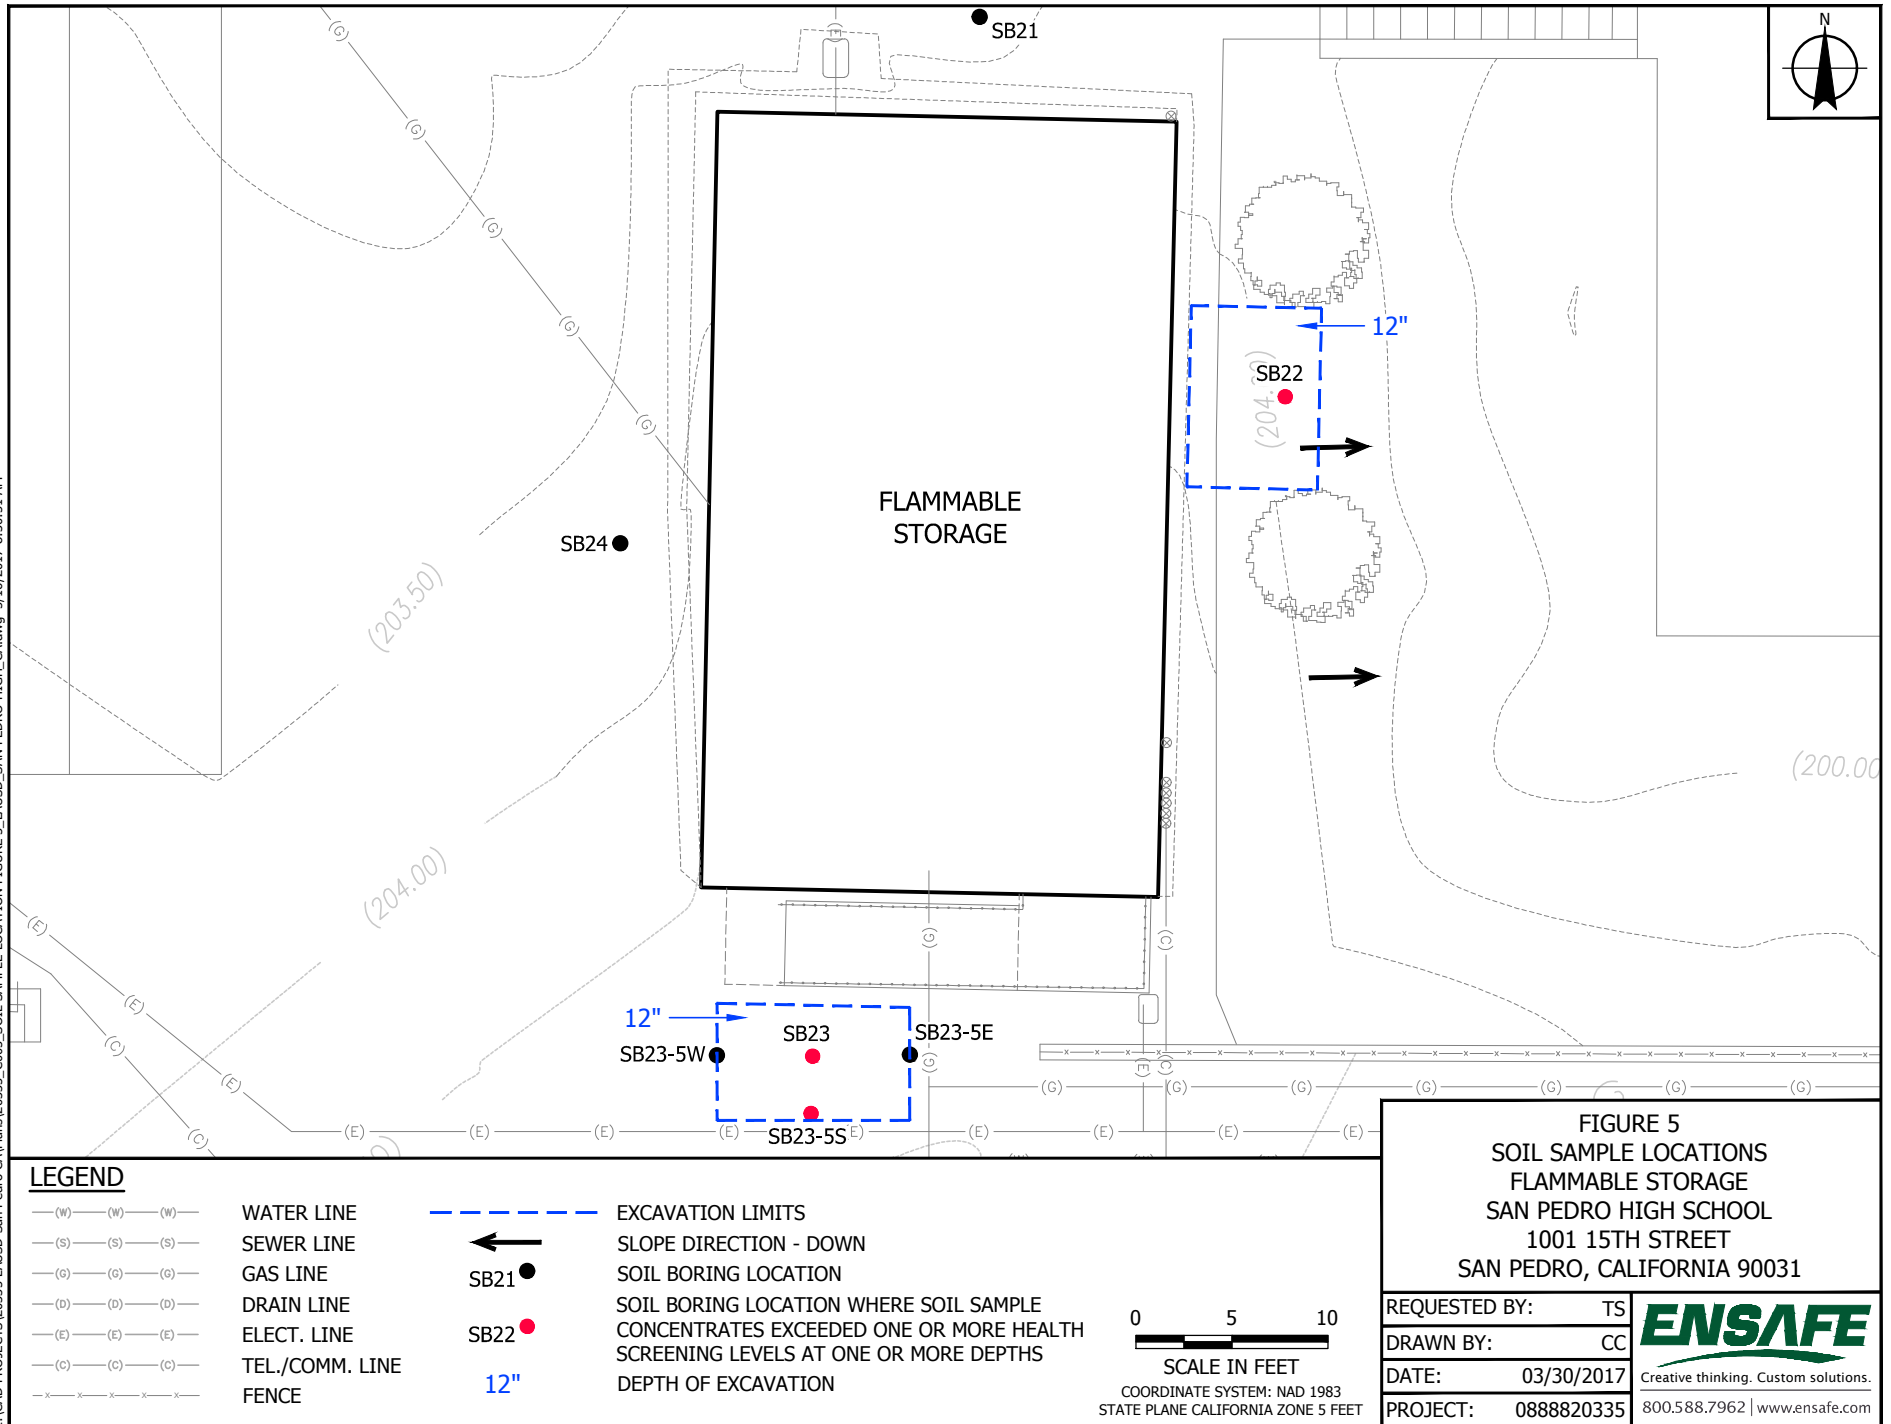 SB21
N
12"
(204.
SB22
FLAMMABLE
STORAGE
SB24
(203.50)
(200.00
(204.00)
12"
SB23
SB23-5E
SB23-5W
SB23-5S
(G) (G) (G) (G) (G)
(G)
(G)
(C)
(C)
(E)
(E)
(E)
(E)
(C)
(C)
(G) (G) (G) (G) (G) (G) (G)
(E) (E) (E) (E) E) (E) (E) (E) (E)
LEGEND
(W) (W) (W) WATER LINE
(S) (S) (S) SEWER LINE
(G) (G) (G) GAS LINE
(D) (D) (D) DRAIN LINE
(E) (E) (E) ELECT. LINE
(C) (C) (C) TEL./COMM. LINE
x x x x FENCE
EXCAVATION LIMITS
SLOPE DIRECTION - DOWN
SB21 SOIL BORING LOCATION
SB22 SOIL BORING LOCATION WHERE SOIL SAMPLE
CONCENTRATES EXCEEDED ONE OR MORE HEALTH
SCREENING LEVELS AT ONE OR MORE DEPTHS
12" DEPTH OF EXCAVATION
0 5 10
SCALE IN FEET
COORDINATE SYSTEM: NAD 1983
STATE PLANE CALIFORNIA ZONE 5 FEET
FIGURE 5
SOIL SAMPLE LOCATIONS
FLAMMABLE STORAGE
SAN PEDRO HIGH SCHOOL
1001 15TH STREET
SAN PEDRO, CALIFORNIA 90031
REQUESTED BY: TS
DRAWN BY: CC
DATE: 03/30/2017
PROJECT: 0888820335
ENSAFE
Creative thinking. Custom solutions.
800.588.7962 | www.ensafe.com